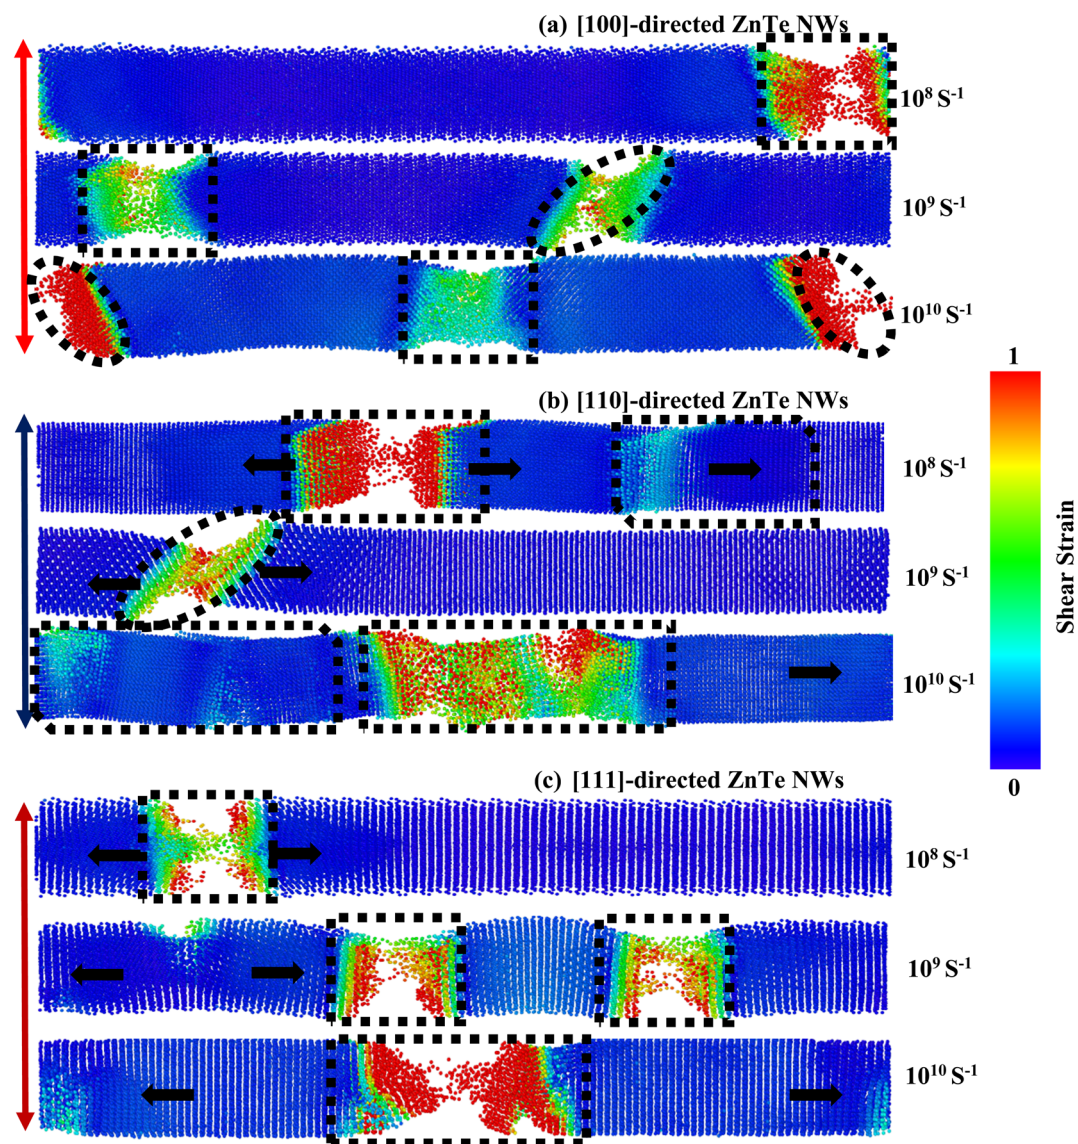 (a) [100]-directed ZnTe NWs
10⁸ S⁻¹
10⁹ S⁻¹
10¹⁰ S⁻¹
(b) [110]-directed ZnTe NWs
10⁸ S⁻¹
10⁹ S⁻¹
10¹⁰ S⁻¹
(c) [111]-directed ZnTe NWs
10⁸ S⁻¹
10⁹ S⁻¹
10¹⁰ S⁻¹
1
Shear Strain
0